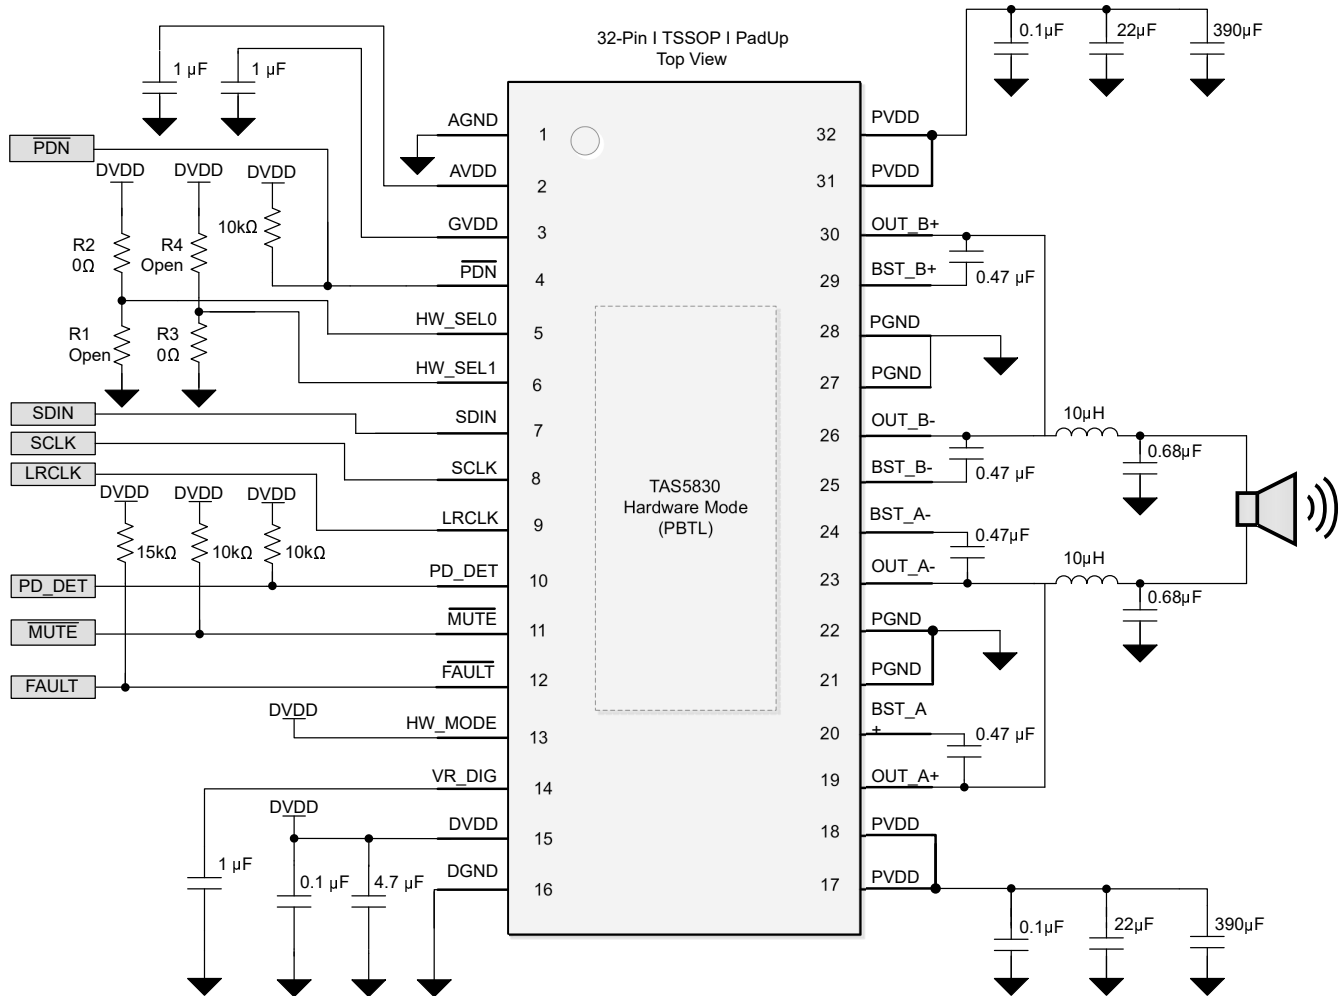 32-Pin I TSSOP I PadUp
Top View
1 µF
1 µF
0.1µF
22µF
390µF
PDN
DVDD
DVDD
DVDD
10kΩ
R2
0Ω
R4
Open
R1
Open
R3
0Ω
SDIN
SCLK
LRCLK
DVDD
DVDD
DVDD
15kΩ
10kΩ
10kΩ
PD_DET
MUTE
FAULT
DVDD
DVDD
1 µF
0.1 µF
4.7 µF
AGND
1
AVDD
2
GVDD
3
PDN
4
HW_SEL0
5
HW_SEL1
6
SDIN
7
SCLK
8
LRCLK
9
PD_DET
10
MUTE
11
FAULT
12
HW_MODE
13
VR_DIG
14
DVDD
15
DGND
16
TAS5830
Hardware Mode
(PBTL)
32
PVDD
31
PVDD
30
OUT_B+
29
BST_B+
28
PGND
27
PGND
26
OUT_B-
25
BST_B-
24
BST_A-
23
OUT_A-
22
PGND
21
PGND
20
BST_A
+
19
OUT_A+
18
PVDD
17
PVDD
0.47 µF
0.47 µF
0.47µF
0.47 µF
10µH
0.68µF
10µH
0.68µF
0.1µF
22µF
390µF